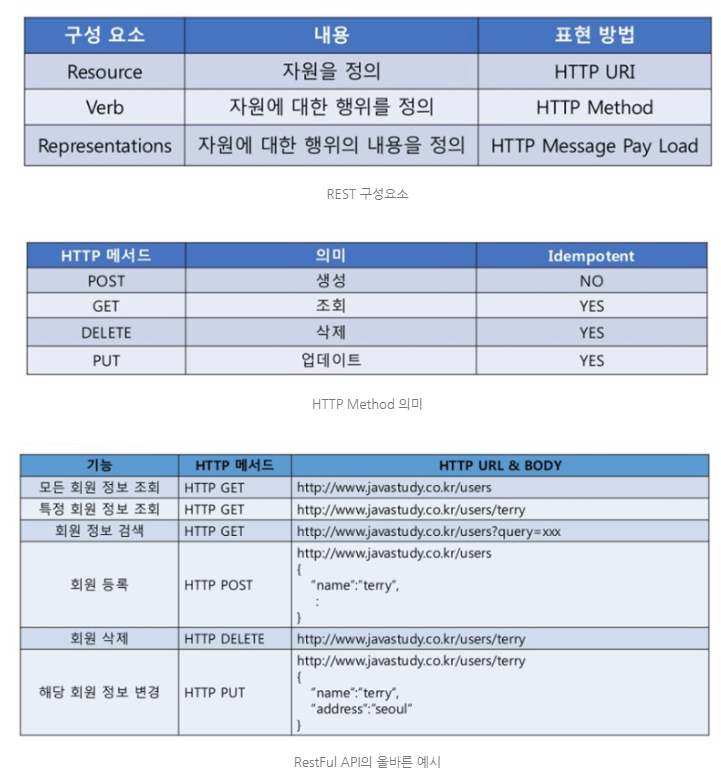 구성 요소 내용 표현 방법
Resource 자원을 정의 HTTP URI
Verb 자원에 대한 행위를 정의 HTTP Method
Representations 자원에 대한 행위의 내용을 정의 HTTP Message Pay Load
REST 구성요소
HTTP 메서드 의미 Idempotent
POST 생성 NO
GET 조회 YES
DELETE 삭제 YES
PUT 업데이트 YES
HTTP Method 의미
기능 HTTP 메서드 HTTP URL & BODY
모든 회원 정보 조회 HTTP GET http://www.javastudy.co.kr/users
특정 회원 정보 조회 HTTP GET http://www.javastudy.co.kr/users/terry
회원 정보 검색 HTTP GET http://www.javastudy.co.kr/users?query=xxx
회원 등록 HTTP POST http://www.javastudy.co.kr/users
{
"name":"terry",
:
}
회원 삭제 HTTP DELETE http://www.javastudy.co.kr/users/terry
해당 회원 정보 변경 HTTP PUT http://www.javastudy.co.kr/users/terry
{
"name":"terry",
"address":"seoul"
}
RestFul API의 올바른 예시